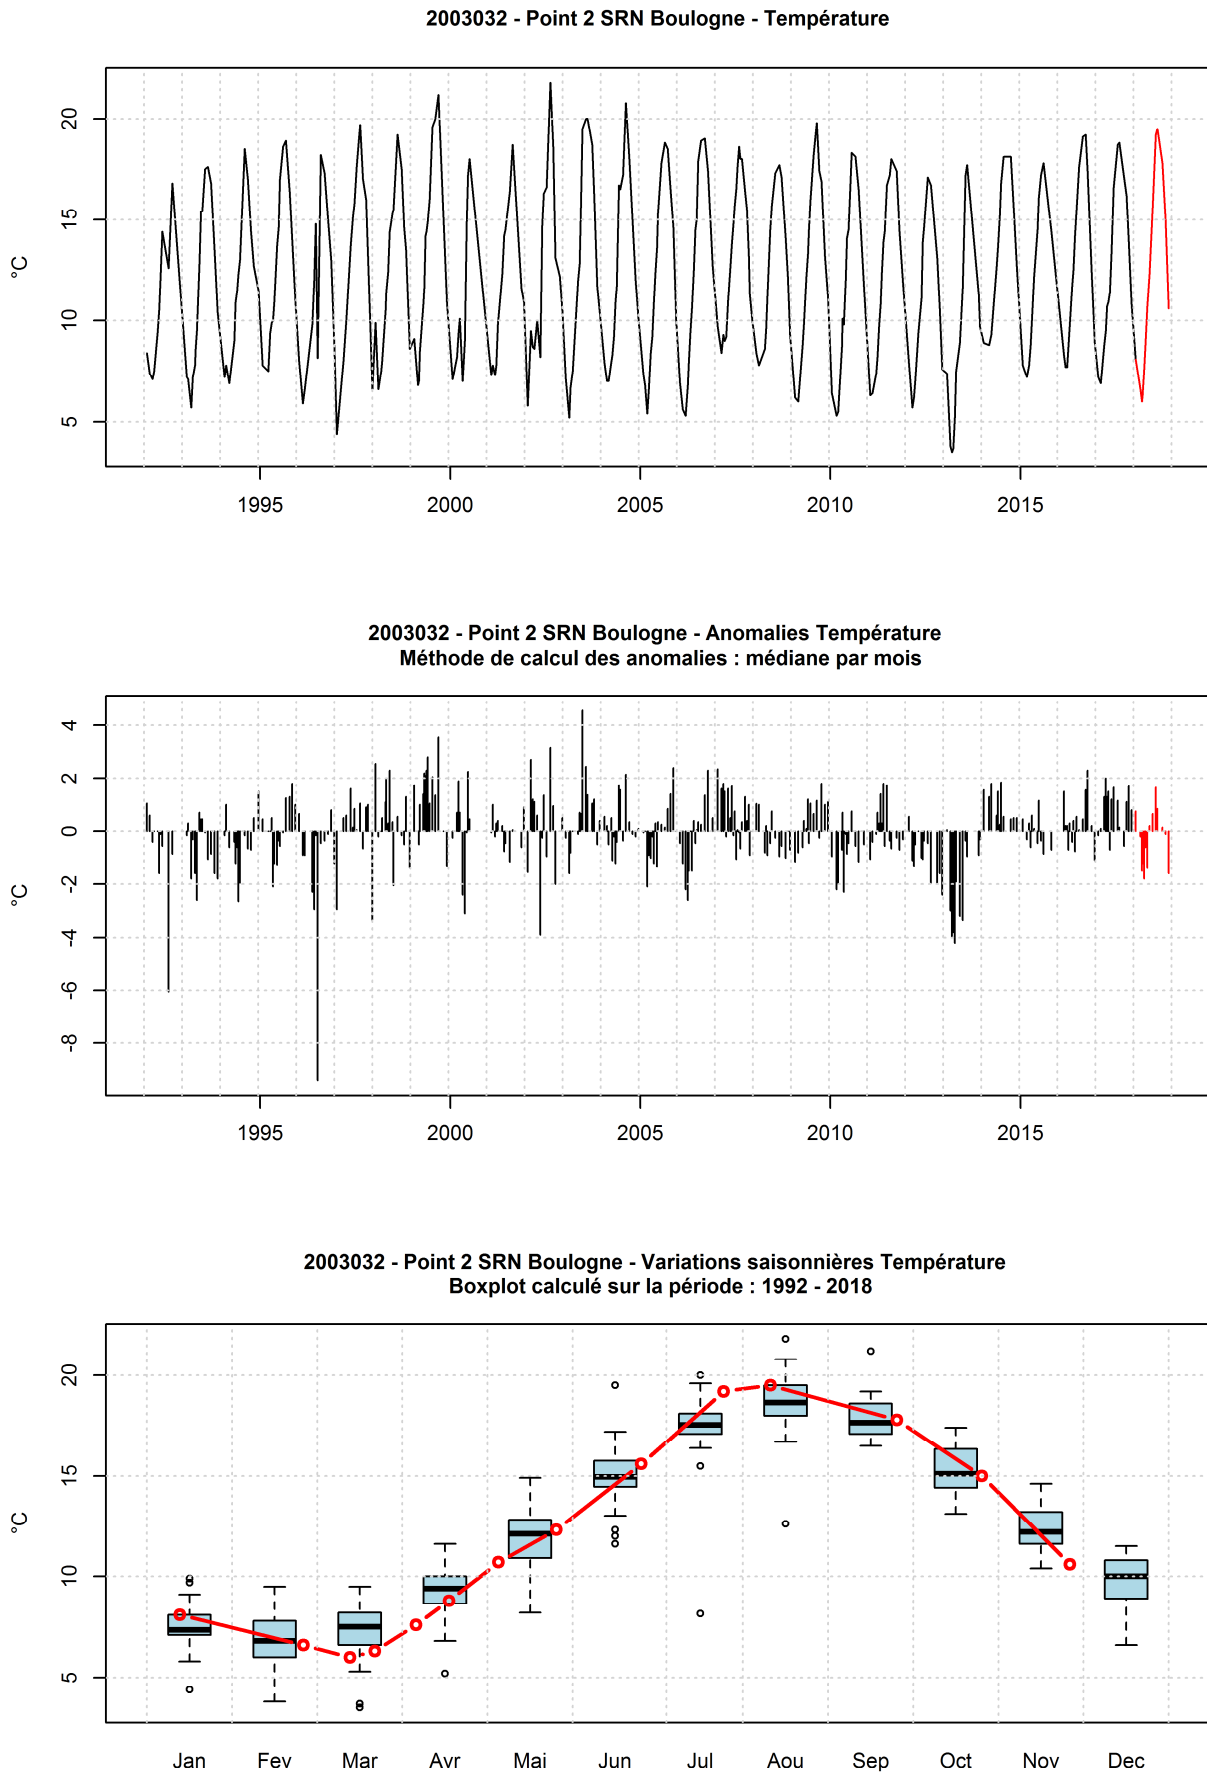 2003032 - Point 2 SRN Boulogne - Température
20
15
10
5
°C
1995 2000 2005 2010 2015
2003032 - Point 2 SRN Boulogne - Anomalies Température
Méthode de calcul des anomalies : médiane par mois
4
2
0
-2
-4
-6
-8
°C
1995 2000 2005 2010 2015
2003032 - Point 2 SRN Boulogne - Variations saisonnières Température
Boxplot calculé sur la période : 1992 - 2018
20
15
10
5
°C
Jan Fev Mar Avr Mai Jun Jul Aou Sep Oct Nov Dec